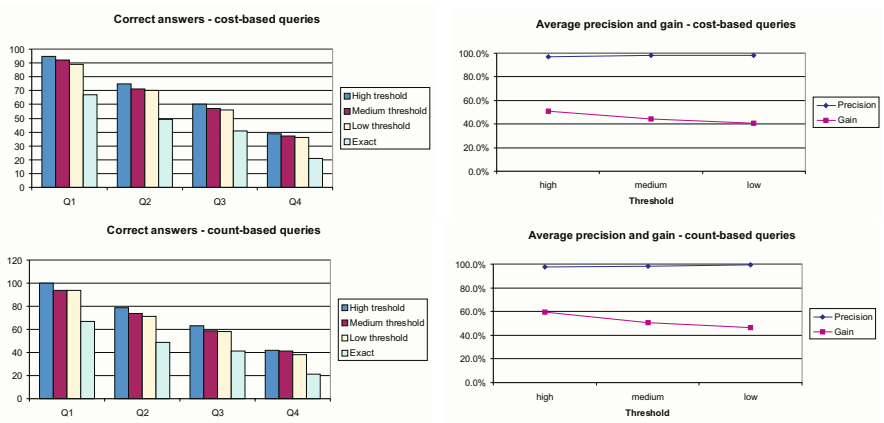 Correct answers - cost-based queries
100
90
80
70
60
50
40
30
20
10
0
Q1 Q2 Q3 Q4
High treshold
Medium threshold
Low threshold
Exact
Average precision and gain - cost-based queries
100.0%
80.0%
60.0%
40.0%
20.0%
0.0%
high medium low
Threshold
Precision
Gain
Correct answers - count-based queries
120
100
80
60
40
20
0
Q1 Q2 Q3 Q4
High treshold
Medium threshold
Low threshold
Exact
Average precision and gain - count-based queries
100.0%
80.0%
60.0%
40.0%
20.0%
0.0%
high medium low
Threshold
Precision
Gain